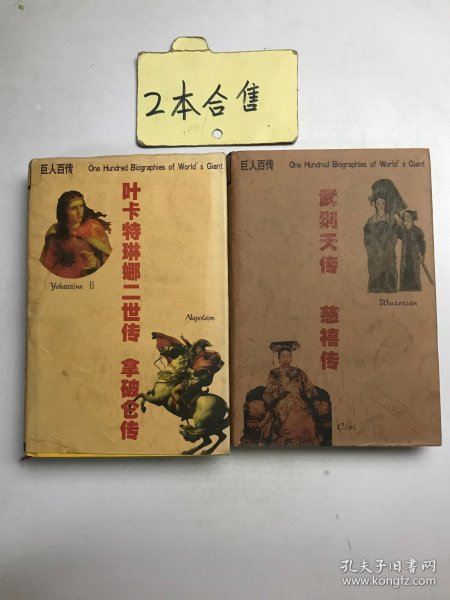 2本合售
巨人百传 One Hundred Biographies of World's Giant
叶卡特琳娜二世传 拿破仑传
Yekaterina II
Napoleon
巨人百传 One Hundred Biographies of World's Giant
武则天传 慈禧传
Wuzetian
Cixi
孔夫子旧书网
www.kongfz.com